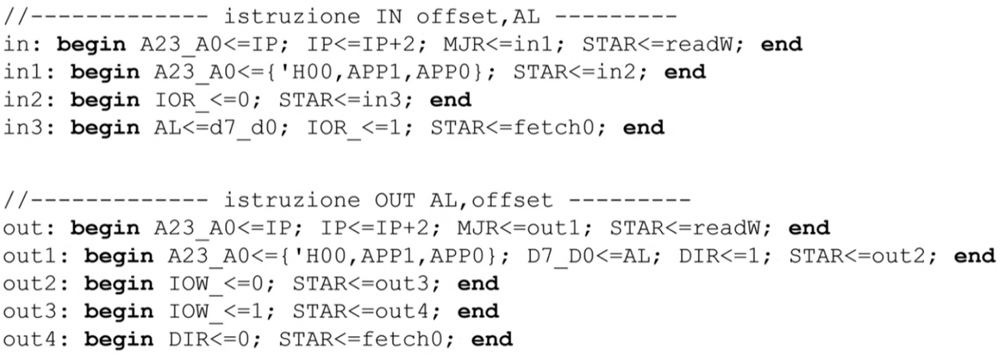 //------------- istruzione IN offset,AL ---------
in: begin A23_A0<=IP; IP<=IP+2; MJR<=in1; STAR<=readW; end
in1: begin A23_A0<={'H00,APP1,APP0}; STAR<=in2; end
in2: begin IOR_<=0; STAR<=in3; end
in3: begin AL<=d7_d0; IOR_<=1; STAR<=fetch0; end
//------------- istruzione OUT AL,offset ---------
out: begin A23_A0<=IP; IP<=IP+2; MJR<=out1; STAR<=readW; end
out1: begin A23_A0<={'H00,APP1,APP0}; D7_D0<=AL; DIR<=1; STAR<=out2; end
out2: begin IOW_<=0; STAR<=out3; end
out3: begin IOW_<=1; STAR<=out4; end
out4: begin DIR<=0; STAR<=fetch0; end